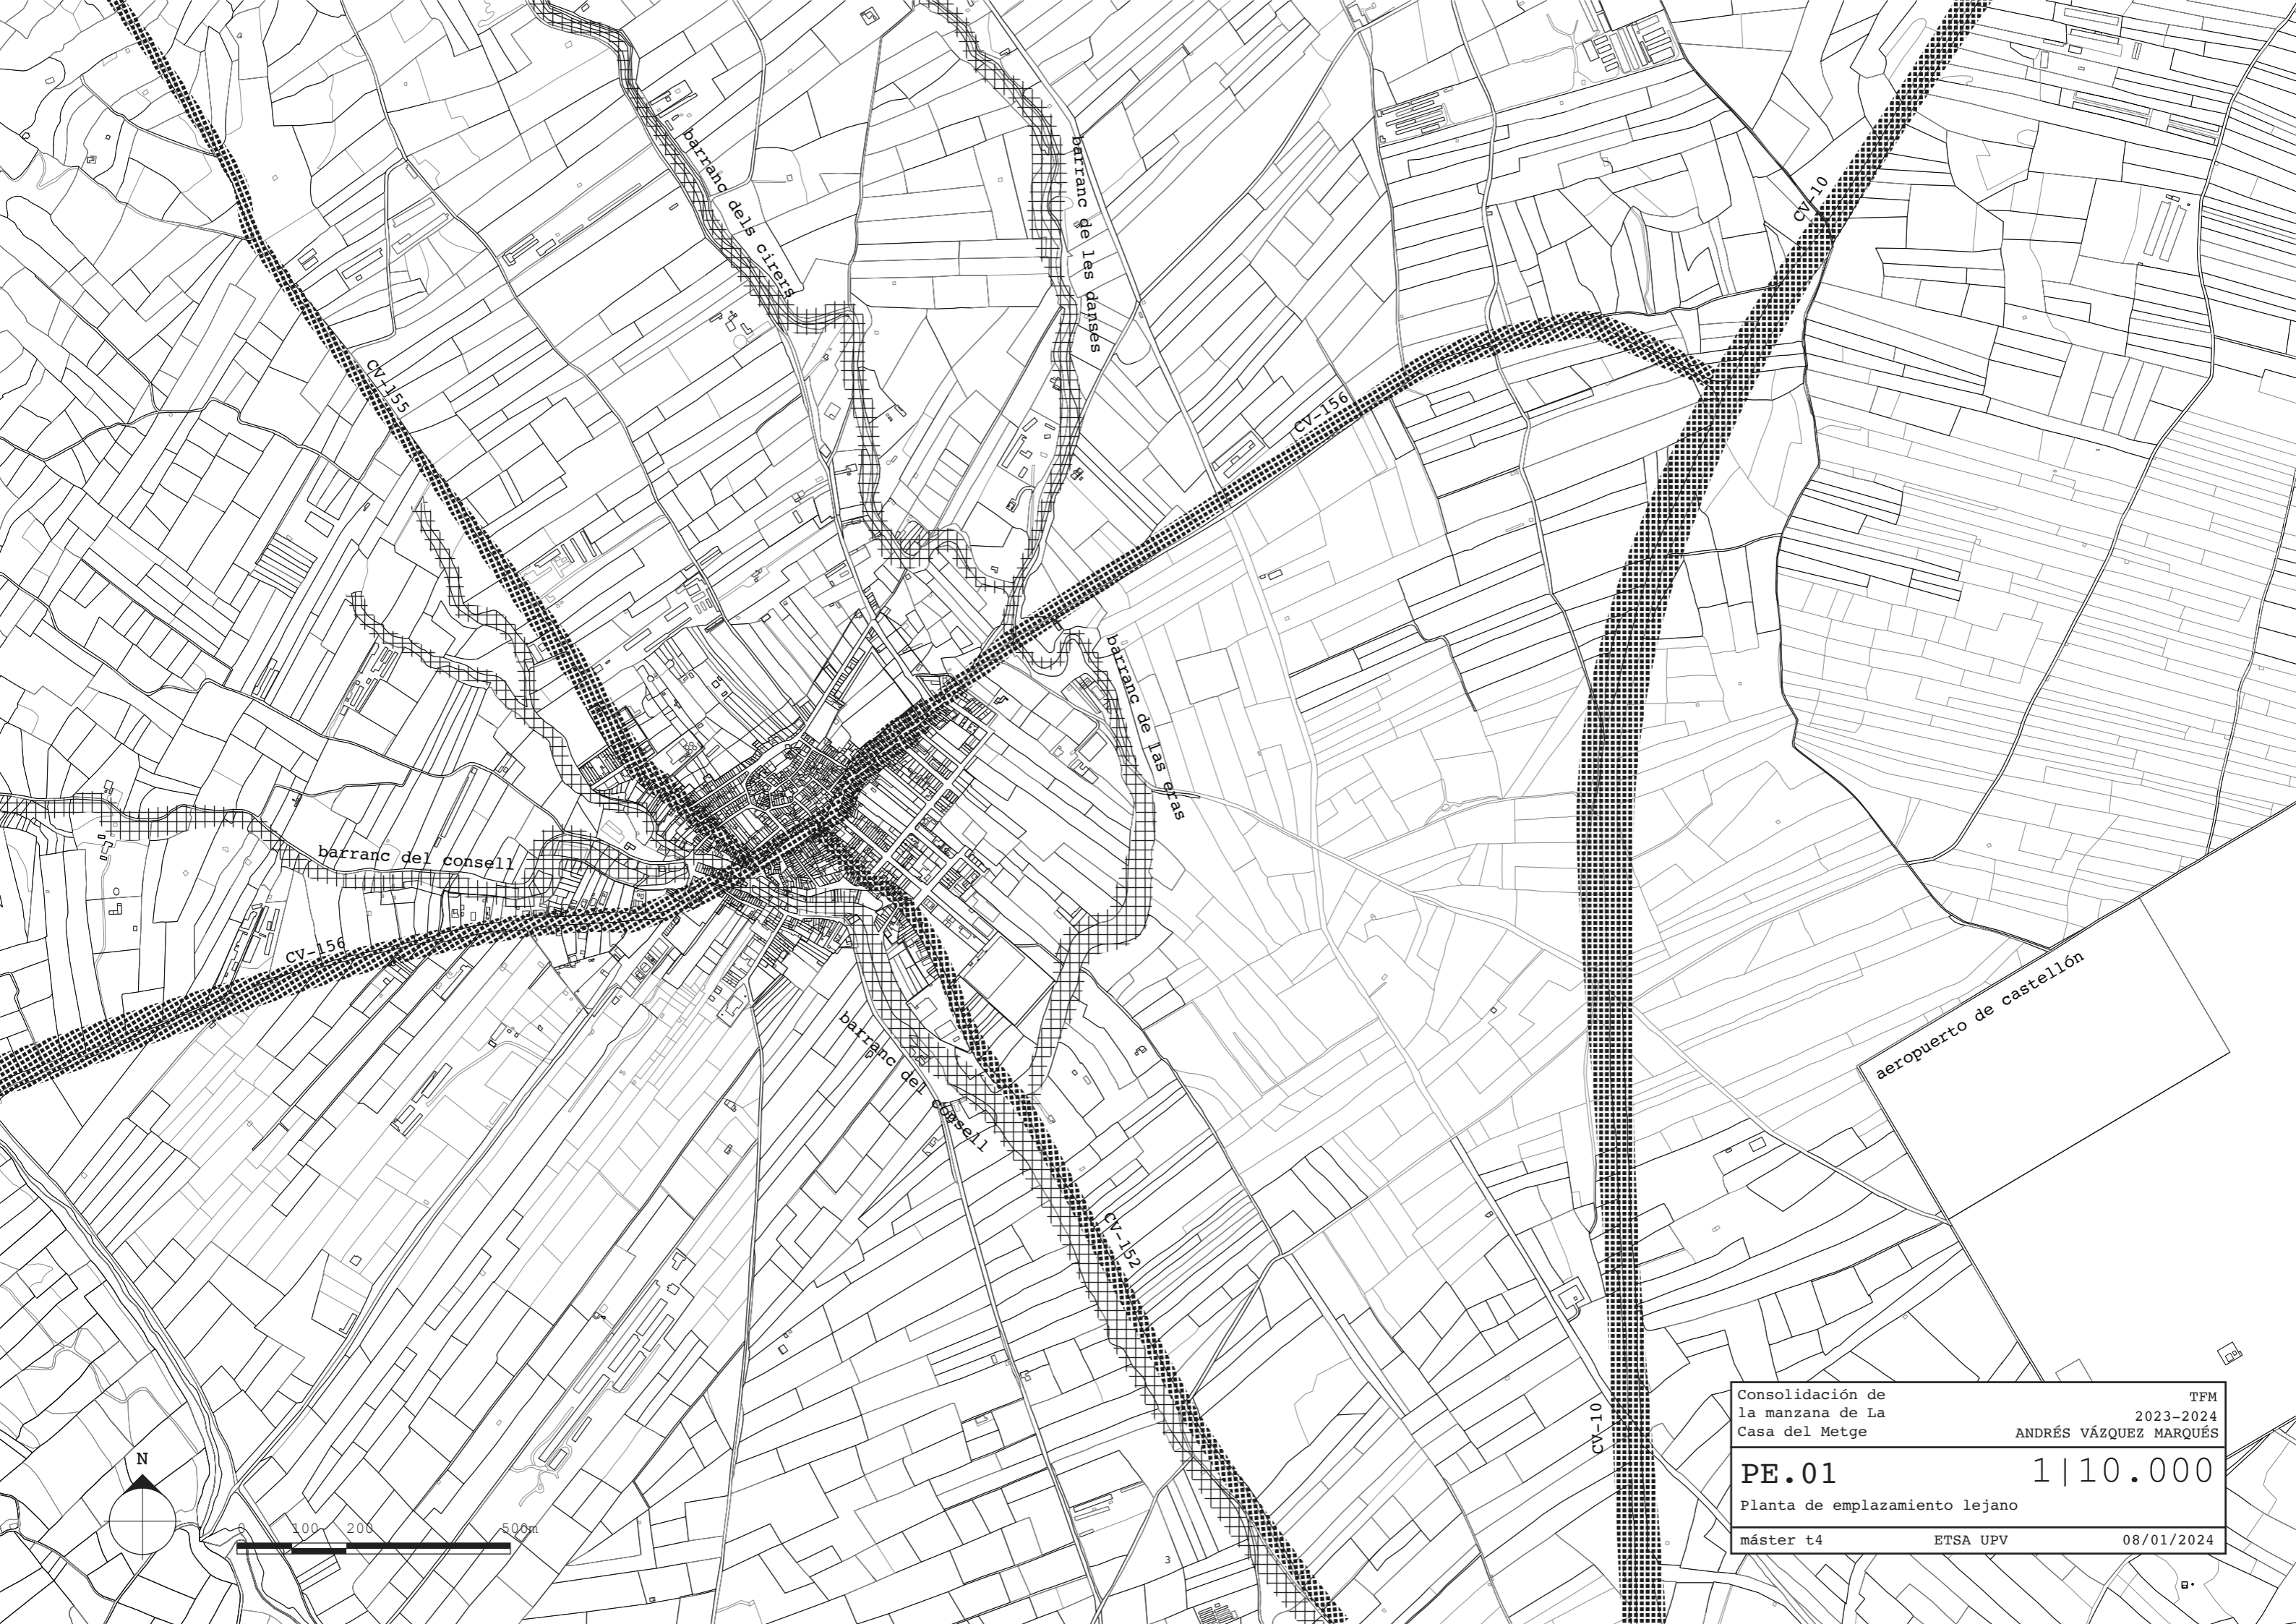 barranc dels cirers
barranc de les danses
CV-10
CV-155
CV-156
barranc de las eras
barranc del consell
CV-156
aeropuerto de castellón
barranc del consell
CV-152
CV-10
N
0 100 200 500m
3
Consolidación de
la manzana de La
Casa del Metge
TFM
2023-2024
ANDRÉS VÁZQUEZ MARQUÉS
PE.01
1|10.000
Planta de emplazamiento lejano
máster t4 ETSA UPV 08/01/2024